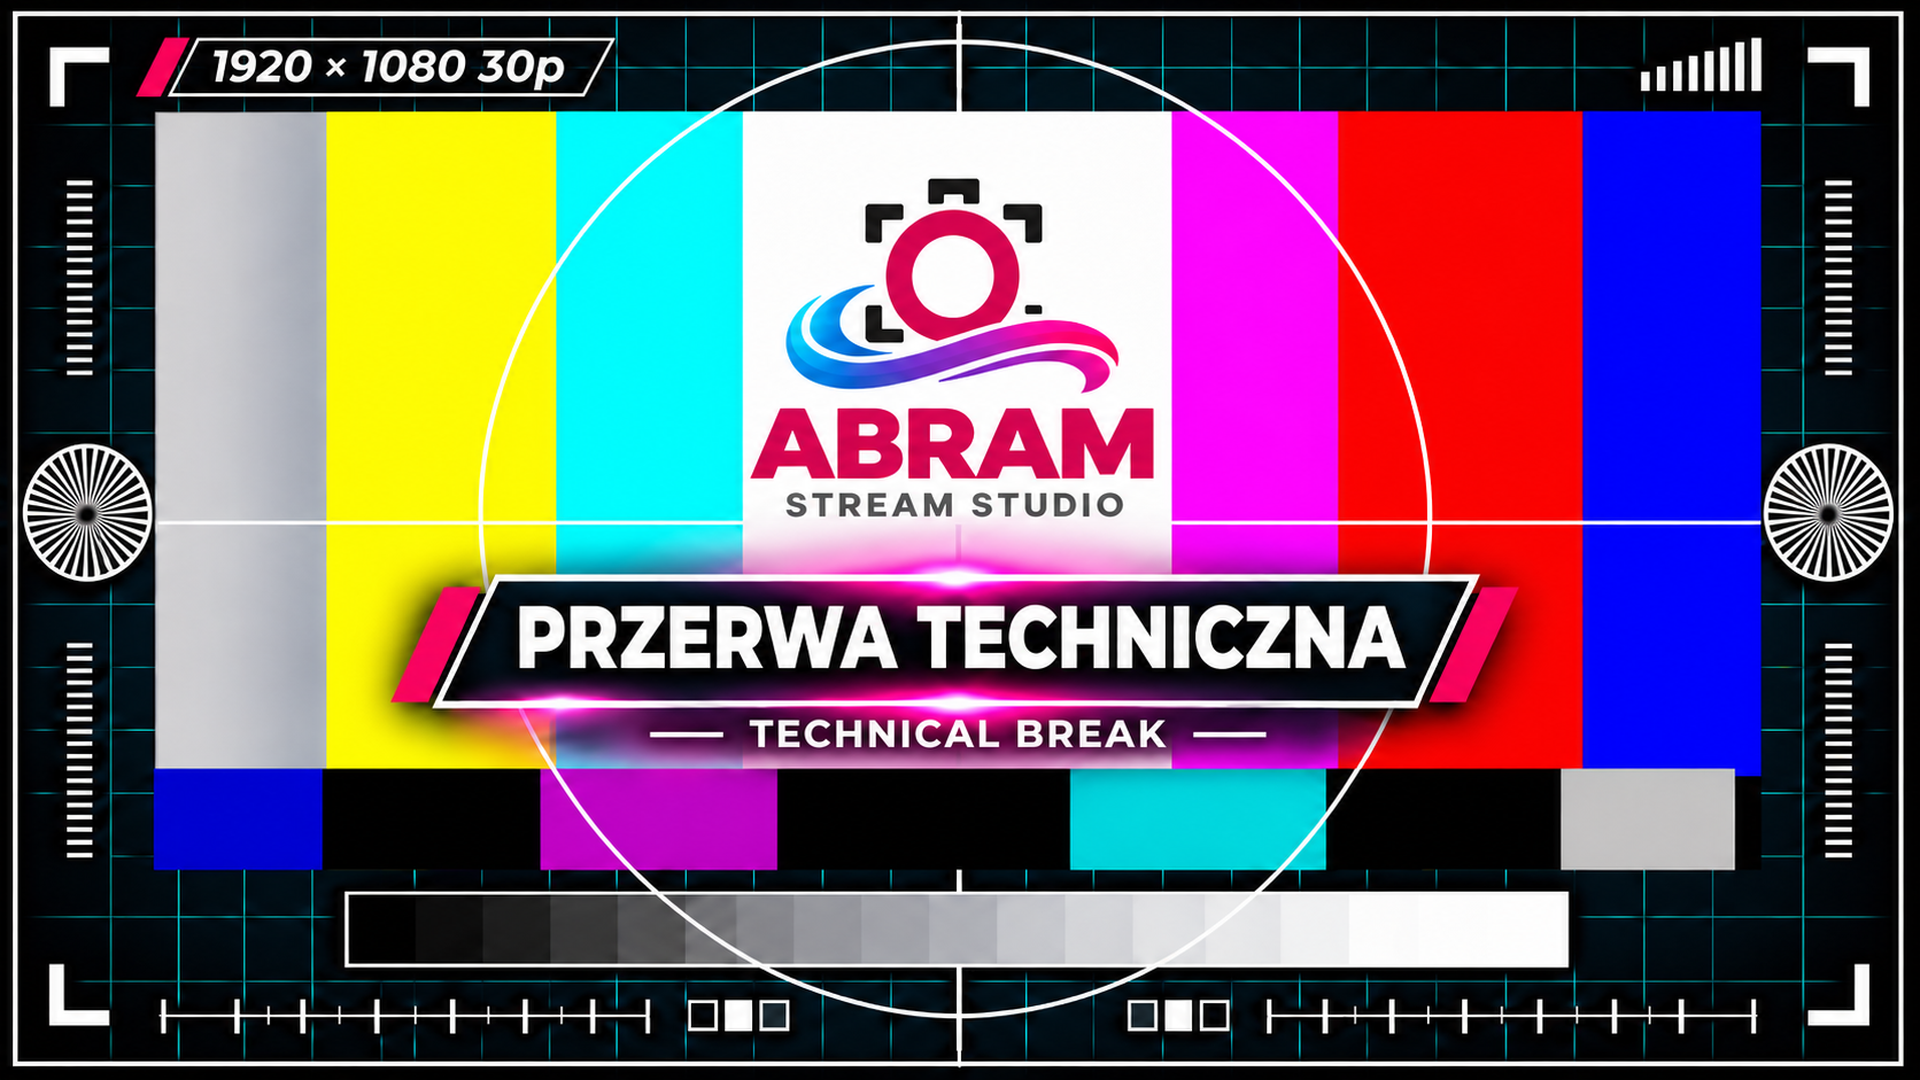 1920 × 1080 30p
ABRAM
STREAM STUDIO
PRZERWA TECHNICZNA
TECHNICAL BREAK